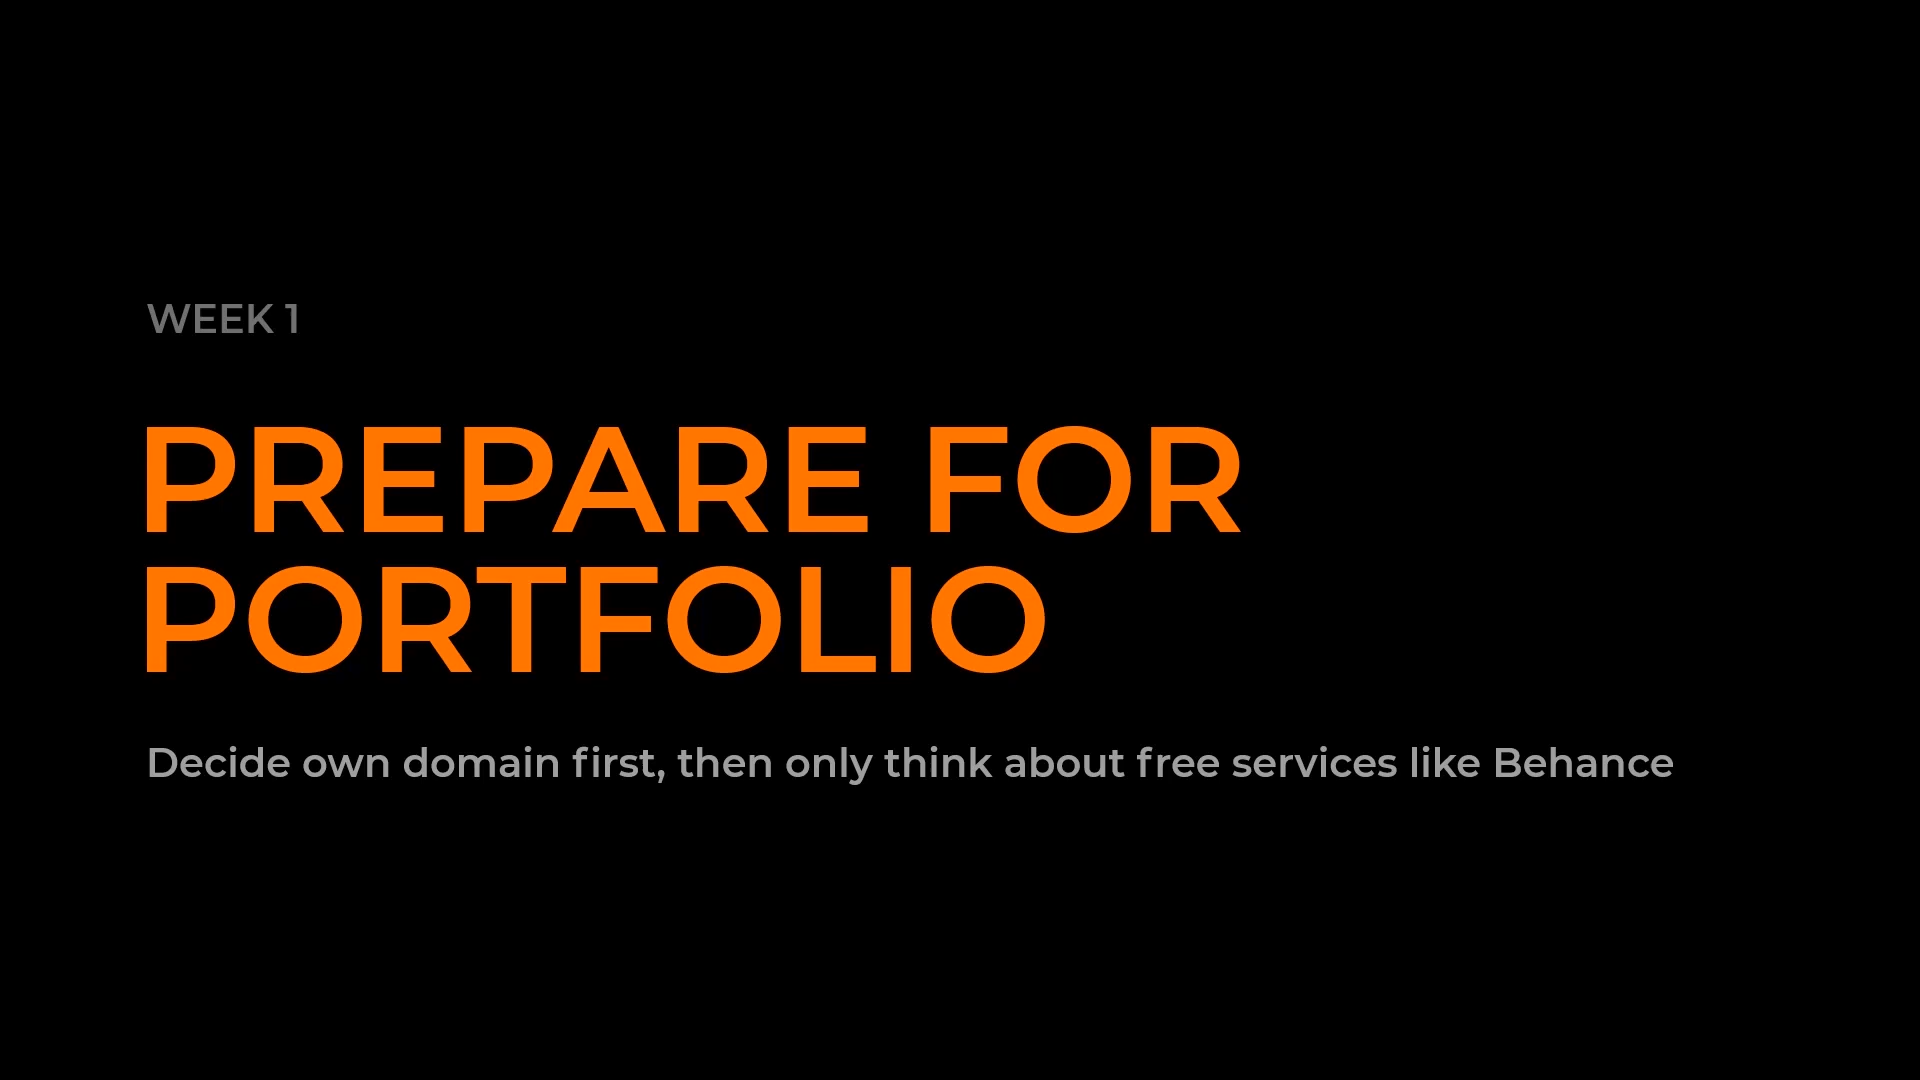 WEEK 1
PREPARE FOR
PORTFOLIO
Decide own domain first, then only think about free services like Behance